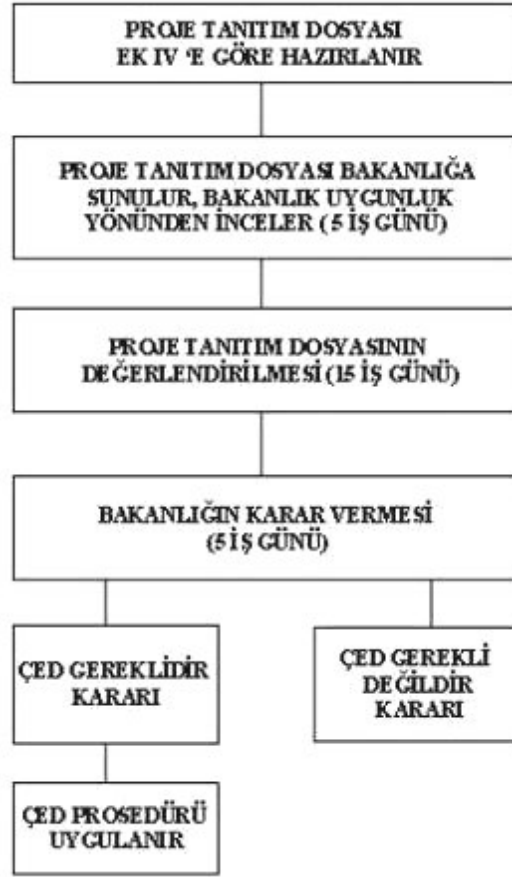 PROJE TANITIM DOSYASI
EK IV 'E GÖRE HAZIRLANIR
PROJE TANITIM DOSYASI BAKANLIĞA
SUNULUR, BAKANLIK UYGUNLUK
YÖNÜNDEN İNCELER ( 5 İŞ GÜNÜ)
PROJE TANITIM DOSYASININ
DEĞERLENDİRİLMESİ (15 İŞ GÜNÜ)
BAKANLIĞIN KARAR VERMESİ
(5 İŞ GÜNÜ)
ÇED GEREKLİDİR
KARARI
ÇED GEREKLİ
DEĞİLDİR
KARARI
ÇED PROSEDÜRÜ
UYGULANIR